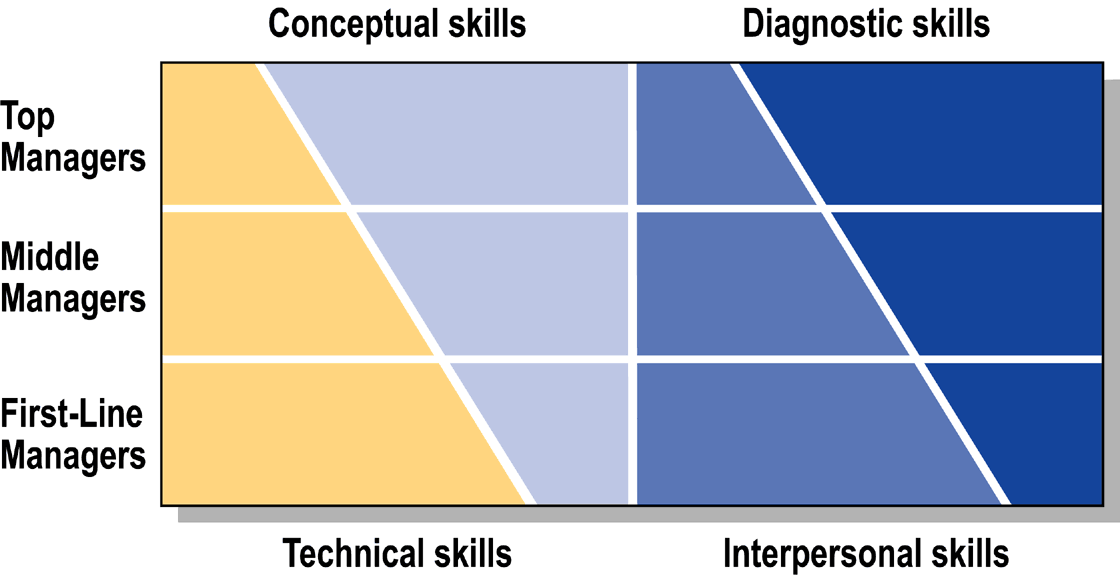 Conceptual skills
Diagnostic skills
Top
Managers
Middle
Managers
First-Line
Managers
Technical skills
Interpersonal skills